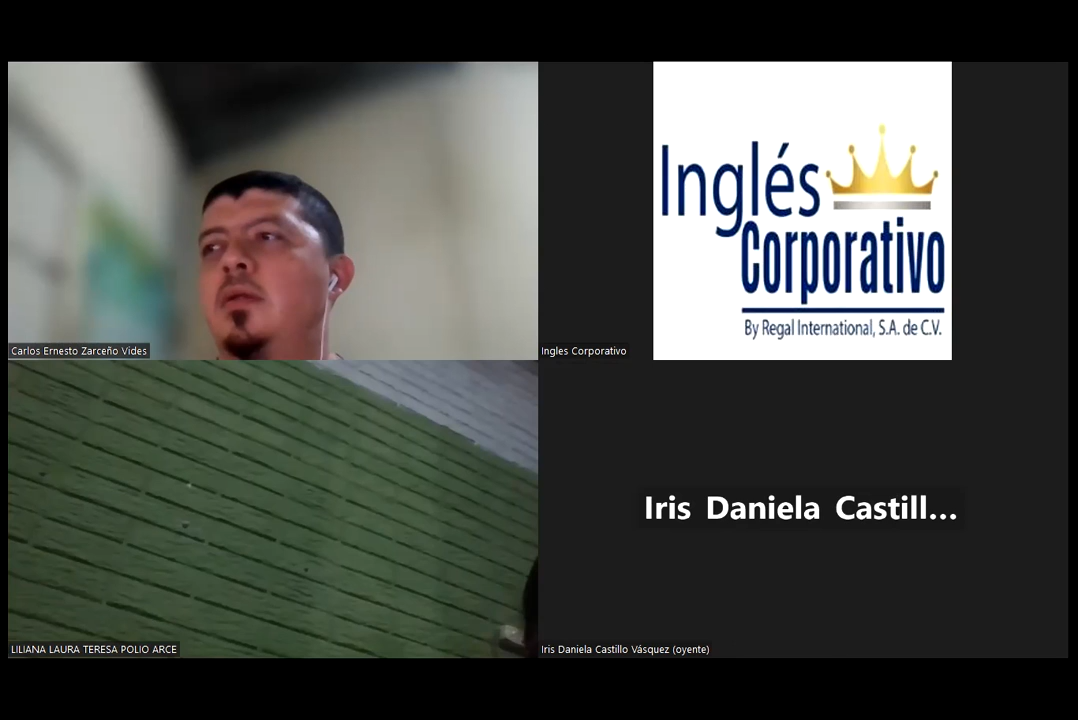 Inglés
Corporativo
By Regal International, S.A. de C.V.
Carlos Ernesto Zarceño Vides
Ingles Corporativo
Iris Daniela Castill...
LILIANA LAURA TERESA POLIO ARCE
Iris Daniela Castillo Vásquez (oyente)